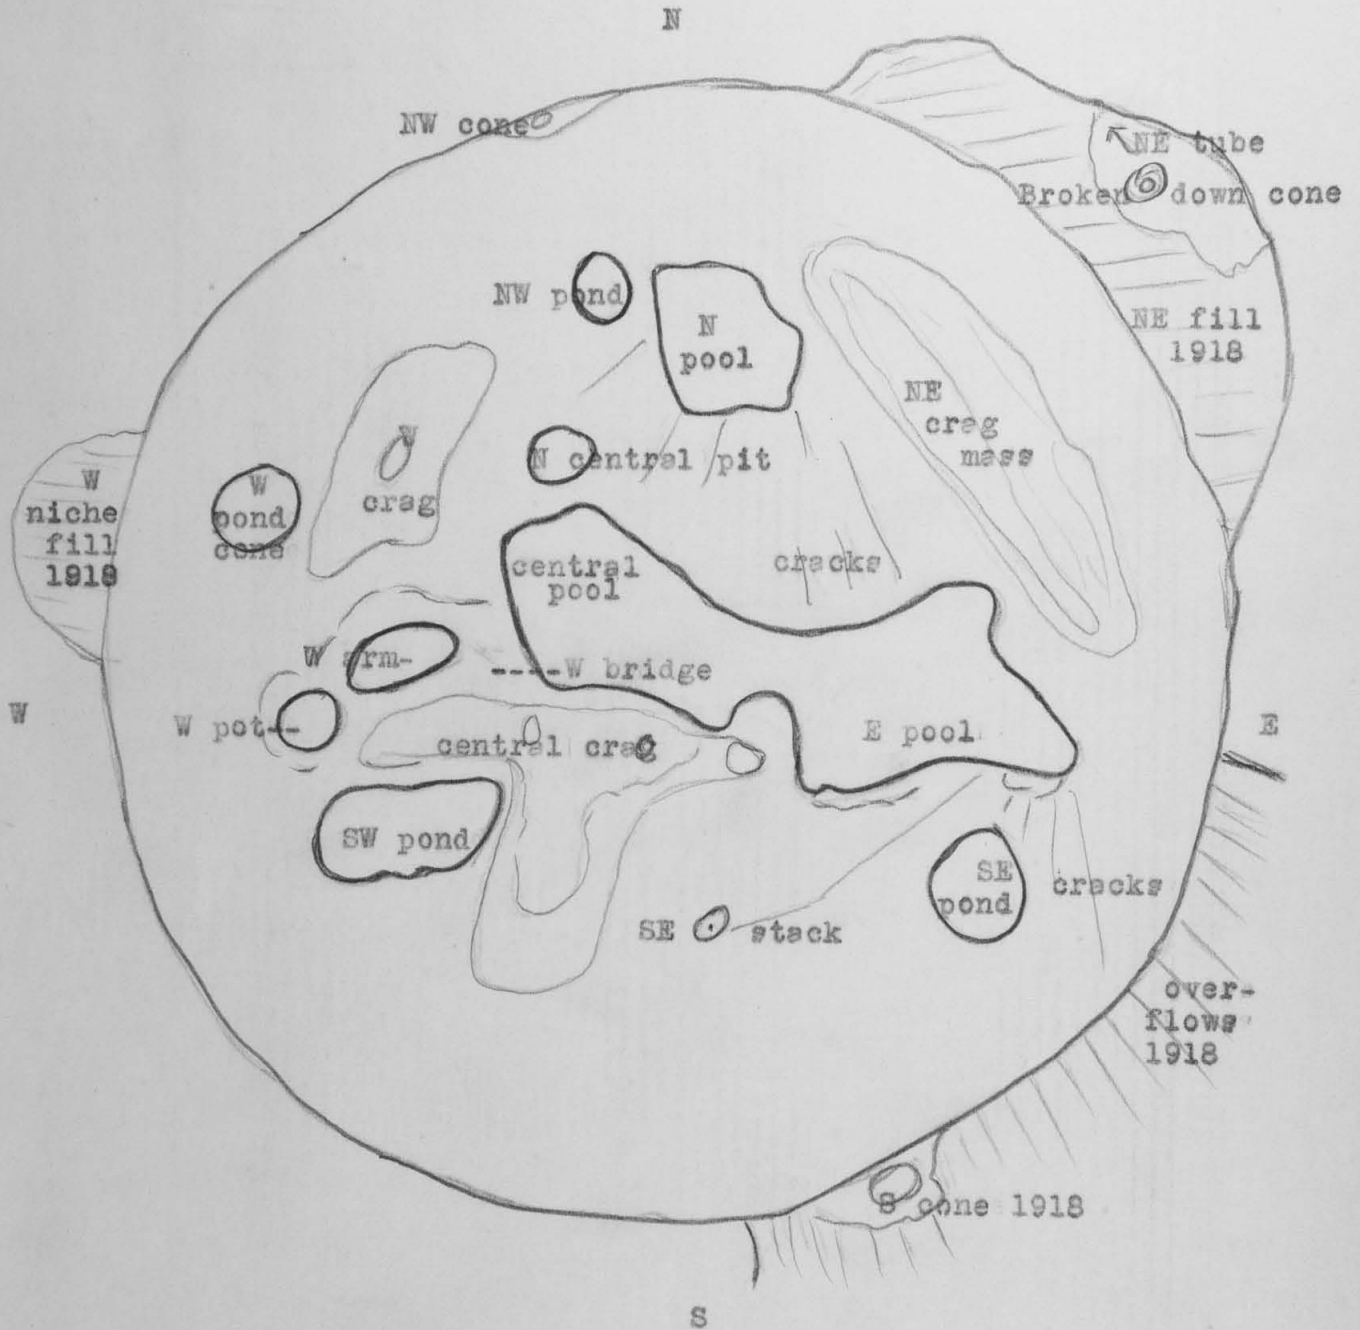 N
NW cone
NE tube
Broken down cone
NW pond
N
pool
NE fill
1918
NE
crag
mass
W
crag
N central pit
W
niche
fill
1918
W
pond
cone
central
pool
cracks
W arm-
----W bridge
W
W pot--
central crag
E pool
E
SW pond
SE
pond
cracks
SE stack
over-
flows
1918
S cone 1918
S